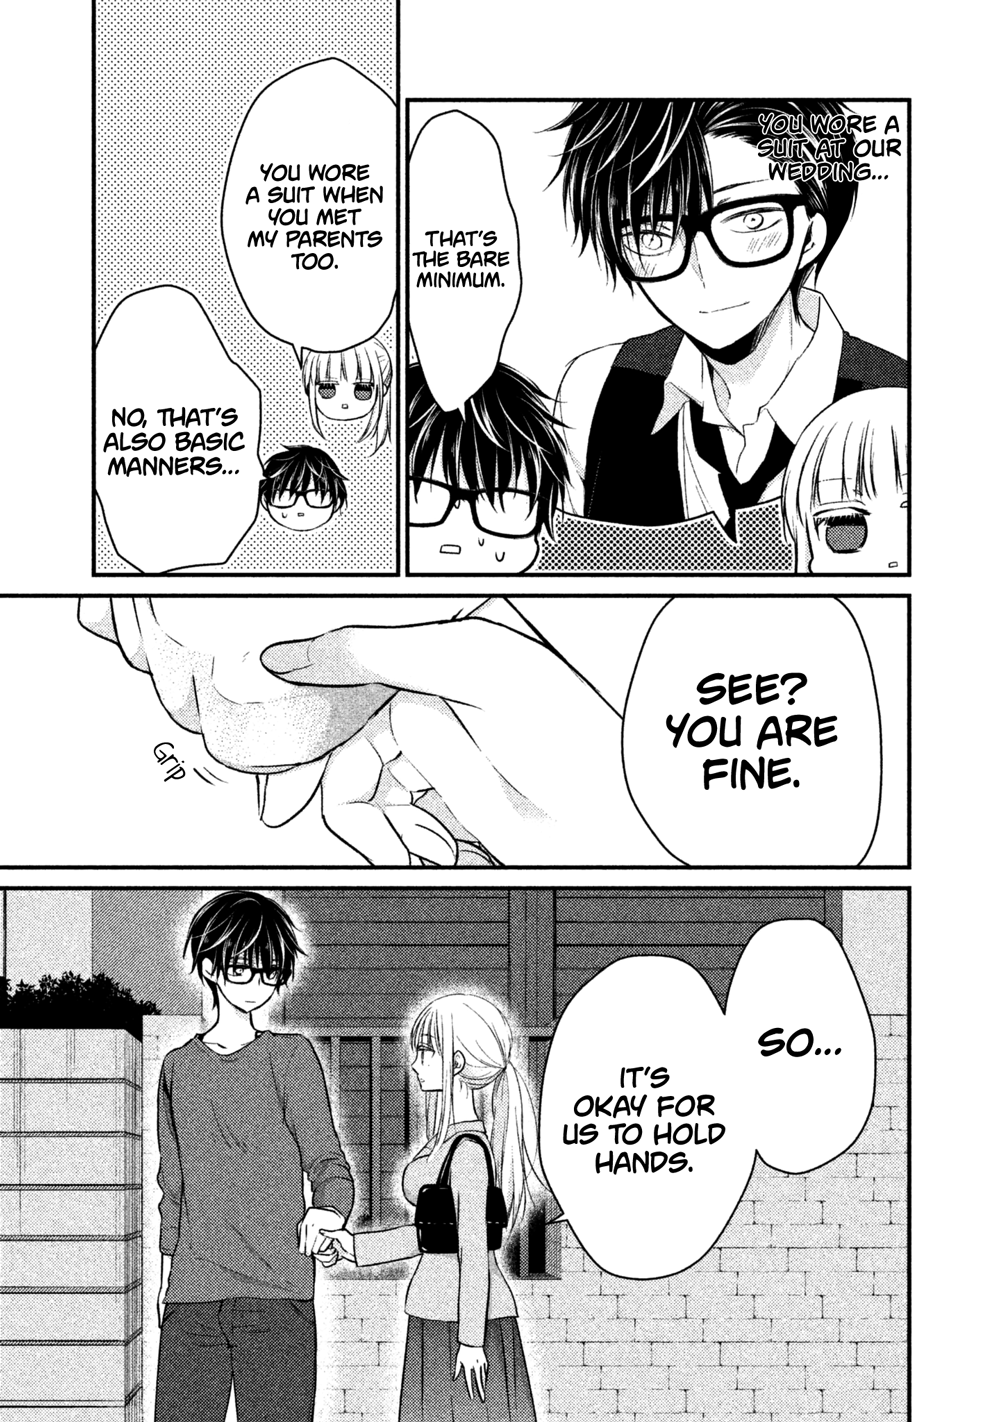 YOU WORE A
SUIT AT OUR
WEDDING...
THAT'S
THE BARE
MINIMUM.
YOU WORE
A SUIT WHEN
YOU MET
MY PARENTS
TOO.
NO, THAT'S
ALSO BASIC
MANNERS...
SEE?
YOU ARE
FINE.
Grip
SO...
IT'S
OKAY FOR
US TO HOLD
HANDS.